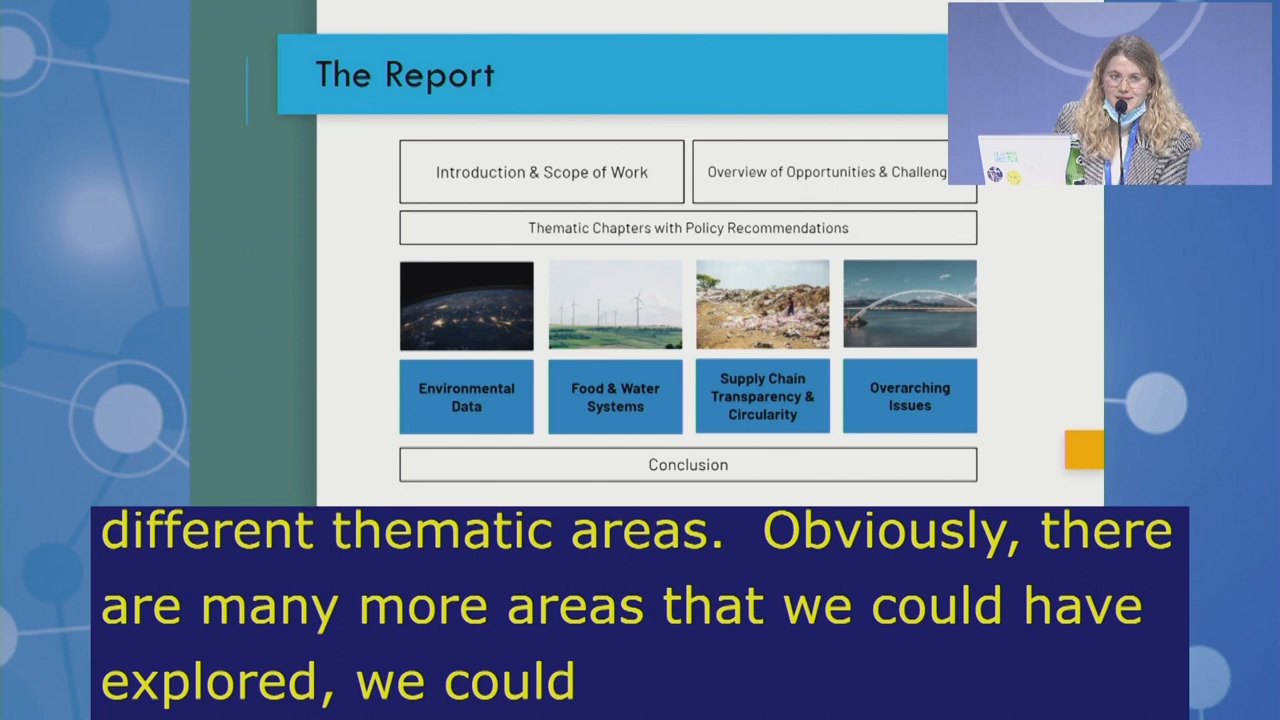 The Report
Introduction & Scope of Work
Overview of Opportunities &
Thematic Chapters with Policy Recommendations
Environmental
Data
Food & Water
Systems
Supply Chain
Transparency &
Circularity
Overarching
Issues
Conclusion
different thematic areas.  Obviously, there
are many more areas that we could have
explored, we could